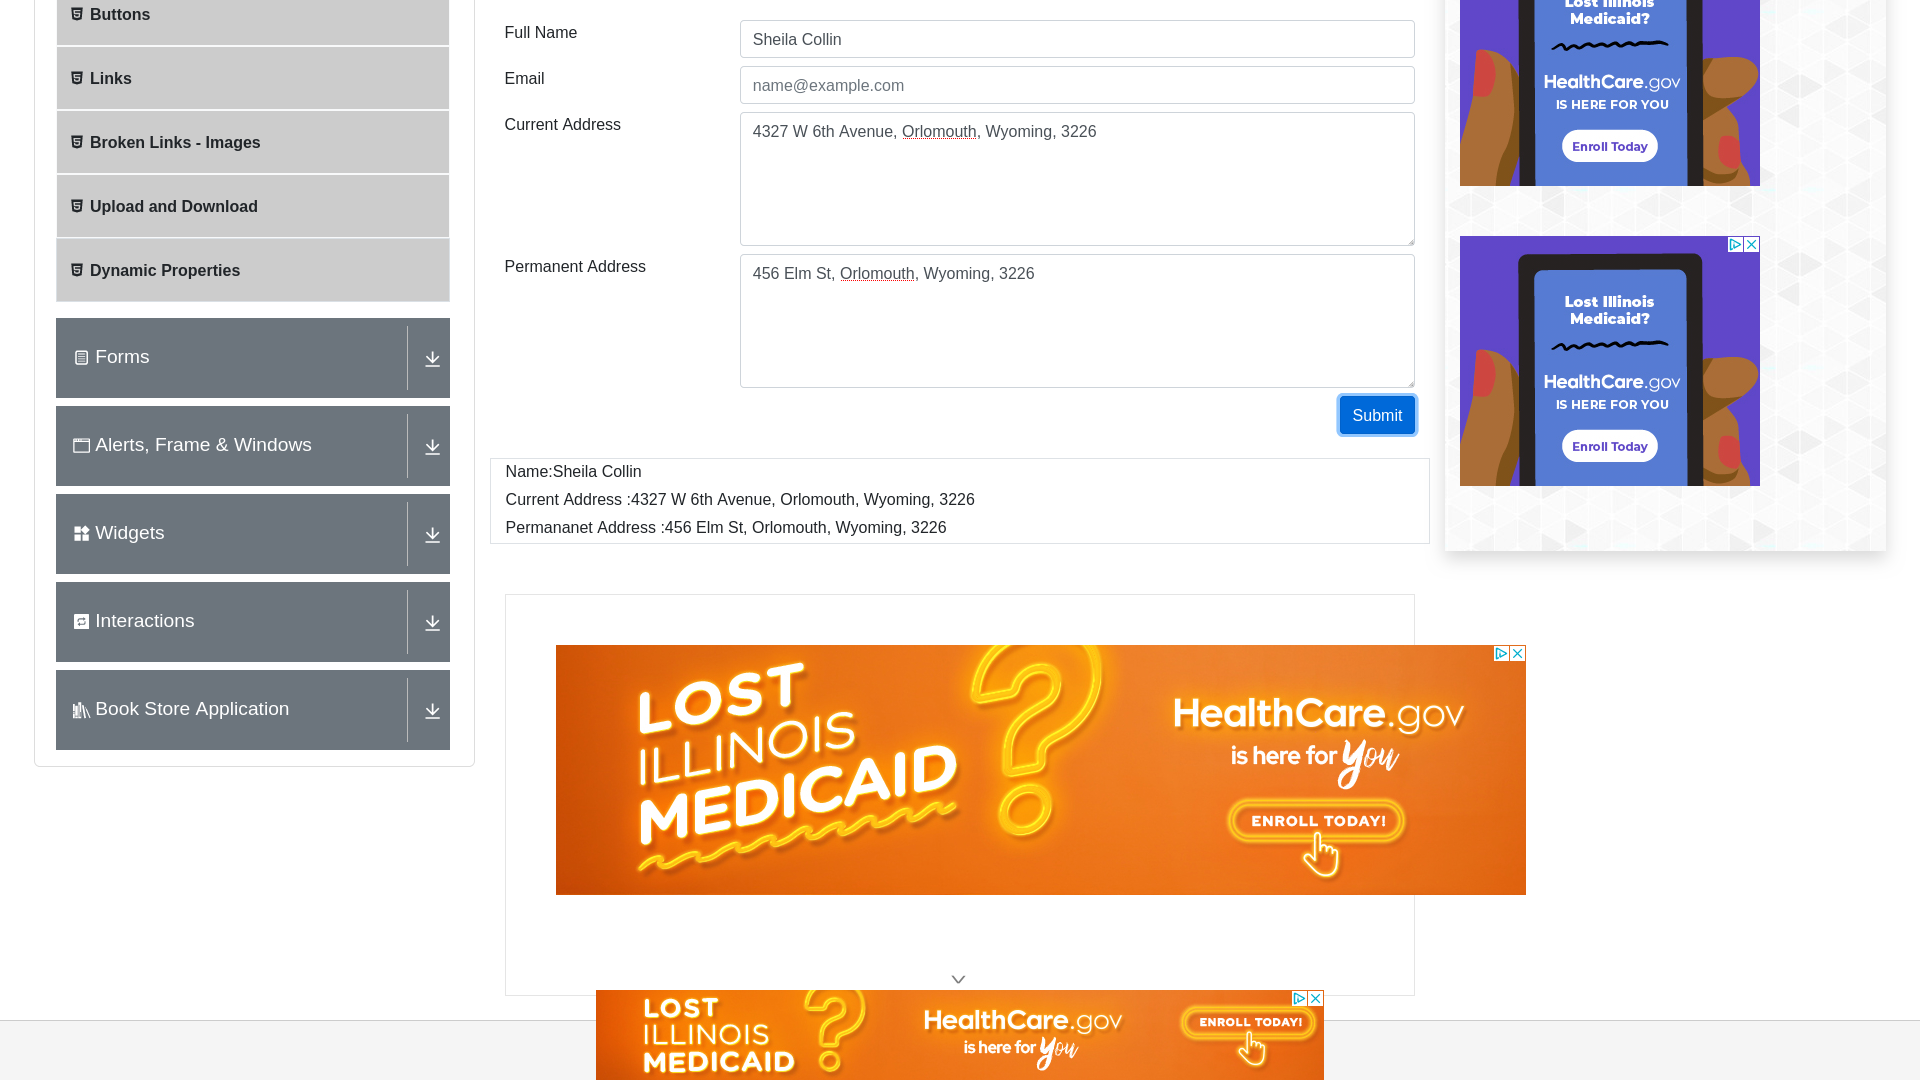 Buttons
Links
Broken Links - Images
Upload and Download
Dynamic Properties
Forms
Alerts, Frame & Windows
Widgets
Interactions
Book Store Application
Full Name
Sheila Collin
Email
name@example.com
Current Address
4327 W 6th Avenue, Orlomouth, Wyoming, 3226
Permanent Address
456 Elm St, Orlomouth, Wyoming, 3226
Submit
Name:Sheila Collin
Current Address :4327 W 6th Avenue, Orlomouth, Wyoming, 3226
Permananet Address :456 Elm St, Orlomouth, Wyoming, 3226
Lost Illinois
Medicaid?
HealthCare.gov
IS HERE FOR YOU
Enroll Today
Lost Illinois
Medicaid?
HealthCare.gov
IS HERE FOR YOU
Enroll Today
LOST
ILLINOIS
MEDICAID
?
HealthCare.gov
is here for you
ENROLL TODAY!
LOST
ILLINOIS
MEDICAID
?
HealthCare.gov
is here for you
ENROLL TODAY!